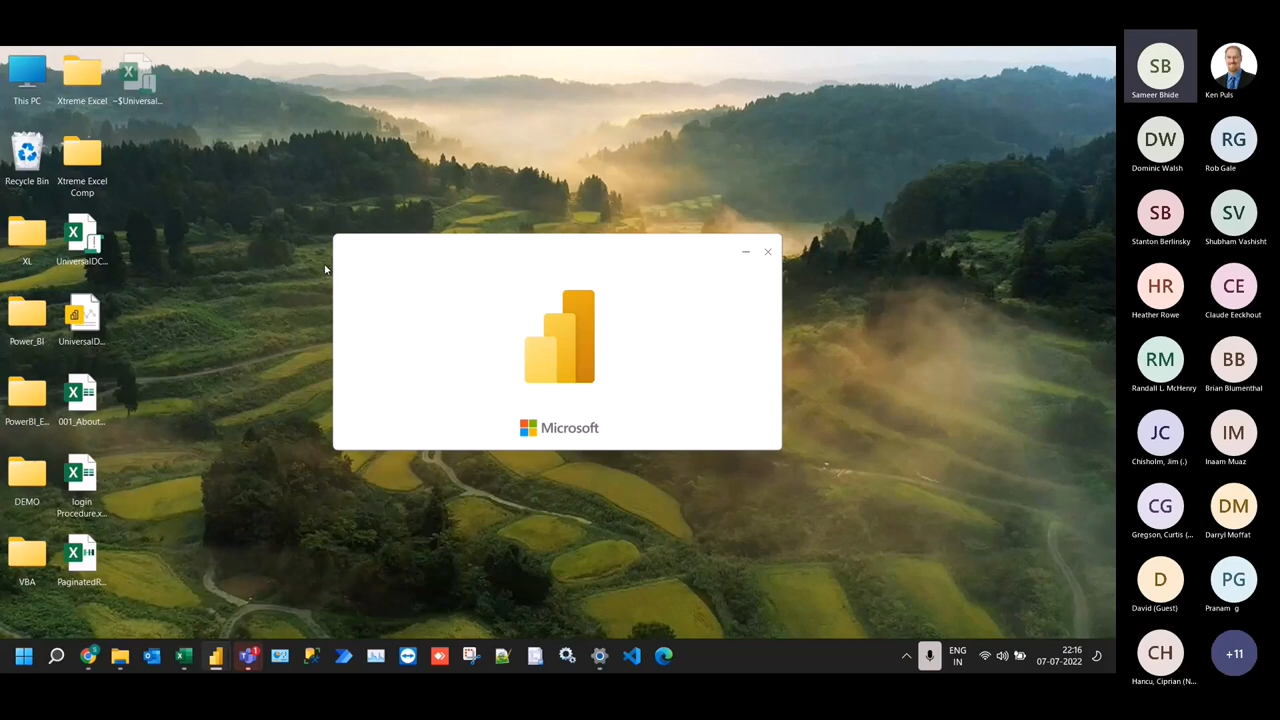 This PC
Xtreme Excel
~$Universal...
Recycle Bin
Xtreme Excel
Comp
XL
UniversalDC...
Power_BI
UniversalD...
PowerBI_E...
001_About...
DEMO
login
Procedure.x...
VBA
PaginatedR...
Microsoft
ENG
IN
22:16
07-07-2022
SB
Sameer Bhide
Ken Puls
DW
Dominic Walsh
RG
Rob Gale
SB
Stanton Berlinsky
SV
Shubham Vashisht
HR
Heather Rowe
CE
Claude Eeckhout
RM
Randall L. McHenry
BB
Brian Blumenthal
JC
Chisholm, Jim (.)
IM
Inaam Muaz
CG
Gregson, Curtis (...
DM
Darryl Moffat
D
David (Guest)
PG
Pranam g
CH
Hancu, Ciprian (N...
+11